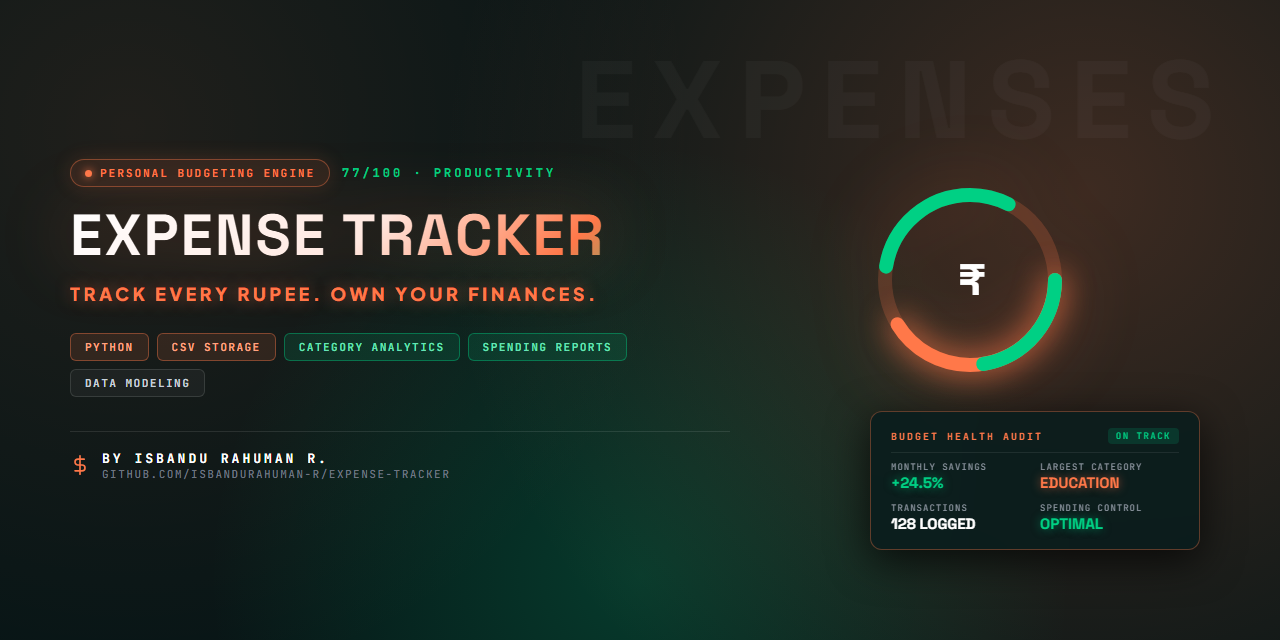 EXPENSES
PERSONAL BUDGETING ENGINE
77/100 · PRODUCTIVITY
EXPENSE TRACKER
TRACK EVERY RUPEE. OWN YOUR FINANCES.
PYTHON
CSV STORAGE
CATEGORY ANALYTICS
SPENDING REPORTS
DATA MODELING
$
BY ISBANDU RAHUMAN R.
GITHUB.COM/ISBANDURAHUMAN-R/EXPENSE-TRACKER
₹
BUDGET HEALTH AUDIT
ON TRACK
MONTHLY SAVINGS
+24.5%
LARGEST CATEGORY
EDUCATION
TRANSACTIONS
128 LOGGED
SPENDING CONTROL
OPTIMAL